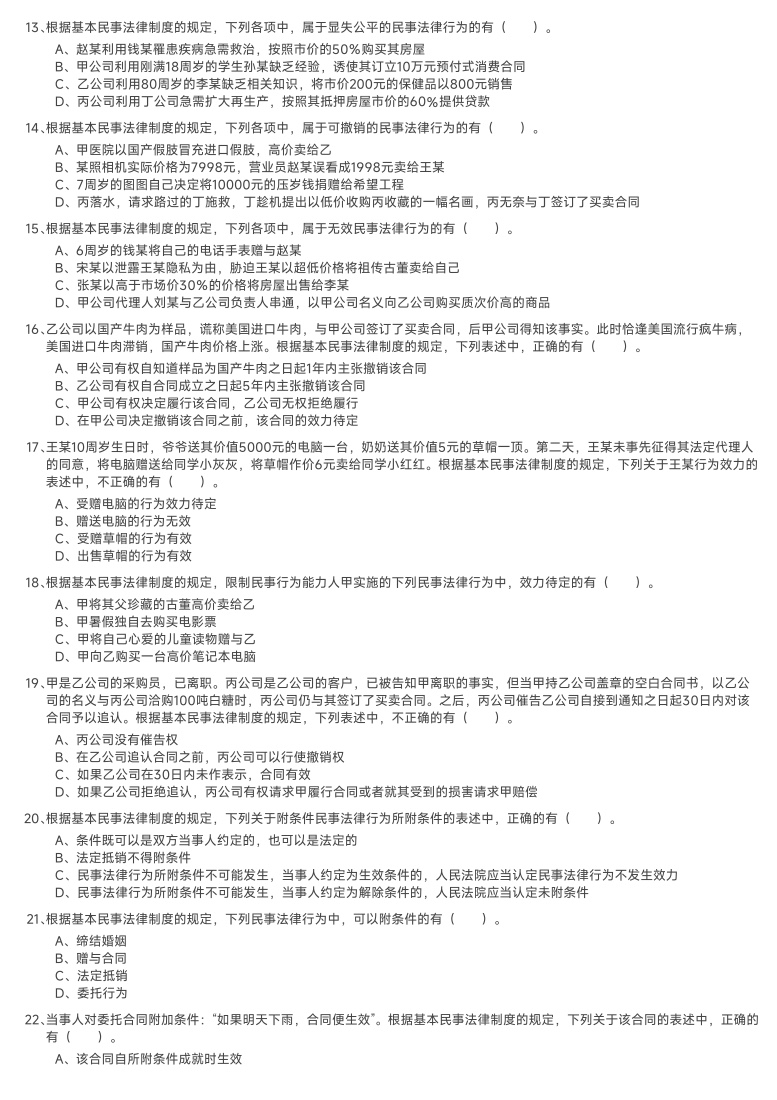 13、根据基本民事法律制度的规定，下列各项中，属于显失公平的民事法律行为的有（　　）。
A、赵某利用钱某罹患疾病急需救治，按照市价的50%购买其房屋
B、甲公司利用刚满18周岁的学生孙某缺乏经验，诱使其订立10万元预付式消费合同
C、乙公司利用80周岁的李某缺乏相关知识，将市价200元的保健品以800元销售
D、丙公司利用丁公司急需扩大再生产，按照其抵押房屋市价的60%提供贷款
14、根据基本民事法律制度的规定，下列各项中，属于可撤销的民事法律行为的有（　　）。
A、甲医院以国产假肢冒充进口假肢，高价卖给乙
B、某照相机实际价格为7998元，营业员赵某误看成1998元卖给王某
C、7周岁的图图自己决定将10000元的压岁钱捐赠给希望工程
D、丙落水，请求路过的丁施救，丁趁机提出以低价收购丙收藏的一幅名画，丙无奈与丁签订了买卖合同
15、根据基本民事法律制度的规定，下列各项中，属于无效民事法律行为的有（　　）。
A、6周岁的钱某将自己的电话手表赠与赵某
B、宋某以泄露王某隐私为由，胁迫王某以超低价格将祖传古董卖给自己
C、张某以高于市场价30%的价格将房屋出售给李某
D、甲公司代理人刘某与乙公司负责人串通，以甲公司名义向乙公司购买质次价高的商品
16、乙公司以国产牛肉为样品，谎称美国进口牛肉，与甲公司签订了买卖合同，后甲公司得知该事实。此时恰逢美国流行疯牛病，
美国进口牛肉滞销，国产牛肉价格上涨。根据基本民事法律制度的规定，下列表述中，正确的有（　　）。
A、甲公司有权自知道样品为国产牛肉之日起1年内主张撤销该合同
B、乙公司有权自合同成立之日起5年内主张撤销该合同
C、甲公司有权决定履行该合同，乙公司无权拒绝履行
D、在甲公司决定撤销该合同之前，该合同的效力待定
17、王某10周岁生日时，爷爷送其价值5000元的电脑一台，奶奶送其价值5元的草帽一顶。第二天，王某未事先征得其法定代理人
的同意，将电脑赠送给同学小灰灰，将草帽作价6元卖给同学小红红。根据基本民事法律制度的规定，下列关于王某行为效力的
表述中，不正确的有（　　）。
A、受赠电脑的行为效力待定
B、赠送电脑的行为无效
C、受赠草帽的行为有效
D、出售草帽的行为有效
18、根据基本民事法律制度的规定，限制民事行为能力人甲实施的下列民事法律行为中，效力待定的有（　　）。
A、甲将其父珍藏的古董高价卖给乙
B、甲暑假独自去购买电影票
C、甲将自己心爱的儿童读物赠与乙
D、甲向乙购买一台高价笔记本电脑
19、甲是乙公司的采购员，已离职。丙公司是乙公司的客户，已被告知甲离职的事实，但当甲持乙公司盖章的空白合同书，以乙公
司的名义与丙公司洽购100吨白糖时，丙公司仍与其签订了买卖合同。之后，丙公司催告乙公司自接到通知之日起30日内对该
合同予以追认。根据基本民事法律制度的规定，下列表述中，不正确的有（　　）。
A、丙公司没有催告权
B、在乙公司追认合同之前，丙公司可以行使撤销权
C、如果乙公司在30日内未作表示，合同有效
D、如果乙公司拒绝追认，丙公司有权请求甲履行合同或者就其受到的损害请求甲赔偿
20、根据基本民事法律制度的规定，下列关于附条件民事法律行为所附条件的表述中，正确的有（　　）。
A、条件既可以是双方当事人约定的，也可以是法定的
B、法定抵销不得附条件
C、民事法律行为所附条件不可能发生，当事人约定为生效条件的，人民法院应当认定民事法律行为不发生效力
D、民事法律行为所附条件不可能发生，当事人约定为解除条件的，人民法院应当认定未附条件
21、根据基本民事法律制度的规定，下列民事法律行为中，可以附条件的有（　　）。
A、缔结婚姻
B、赠与合同
C、法定抵销
D、委托行为
22、当事人对委托合同附加条件：“如果明天下雨，合同便生效”。根据基本民事法律制度的规定，下列关于该合同的表述中，正确的
有（　　）。
A、该合同自所附条件成就时生效